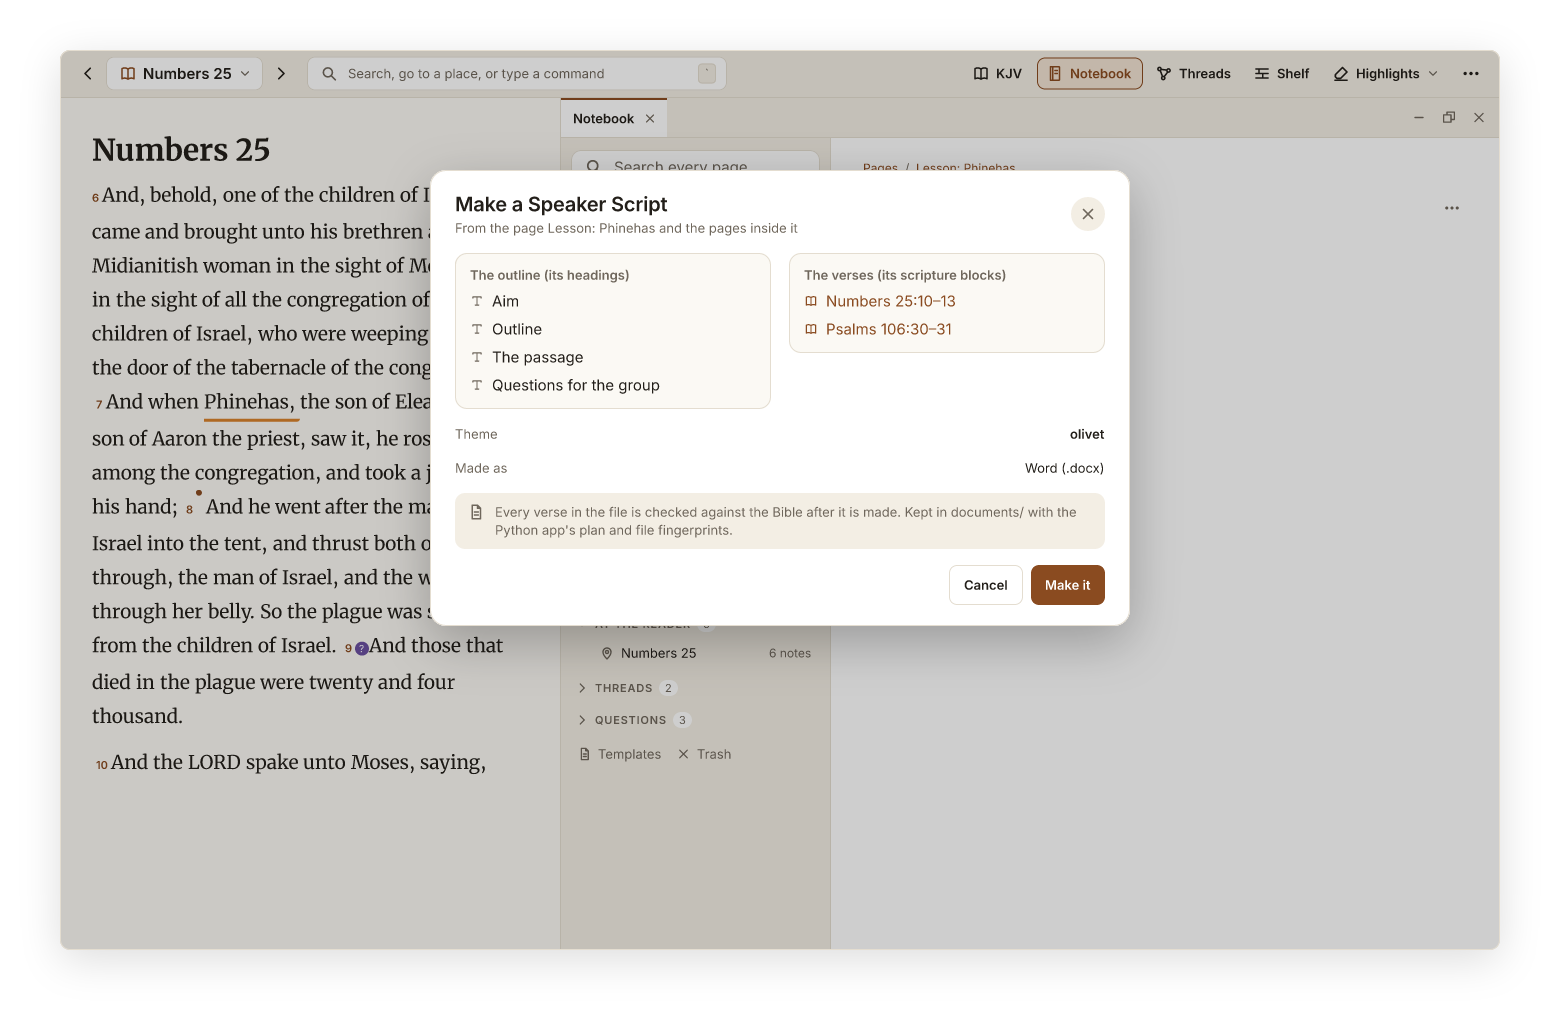 Numbers 25
Search, go to a place, or type a command
KJV
Notebook
Threads
Shelf
Highlights
Numbers 25
6 And, behold, one of the children of
came and brought unto his brethren
Midianitish woman in the sight of
in the sight of all the congregation of
children of Israel, who were weeping
the door of the tabernacle of the
7 And when Phinehas, the son of
son of Aaron the priest, saw it, he
among the congregation, and took a
his hand; 8 And he went after the
Israel into the tent, and thrust both
through, the man of Israel, and the
through her belly. So the plague was
from the children of Israel. 9 ? And those that
died in the plague were twenty and four
thousand.
10 And the LORD spake unto Moses, saying,
Notebook
Search every page
Pages / Lesson: Phinehas
Make a Speaker Script
From the page Lesson: Phinehas and the pages inside it
The outline (its headings)
Aim
Outline
The passage
Questions for the group
The verses (its scripture blocks)
Numbers 25:10–13
Psalms 106:30–31
Theme
olivet
Made as
Word (.docx)
Every verse in the file is checked against the Bible after it is made. Kept in documents/ with the
Python app's plan and file fingerprints.
Cancel
Make it
Numbers 25
6 notes
THREADS 2
QUESTIONS 3
Templates
Trash